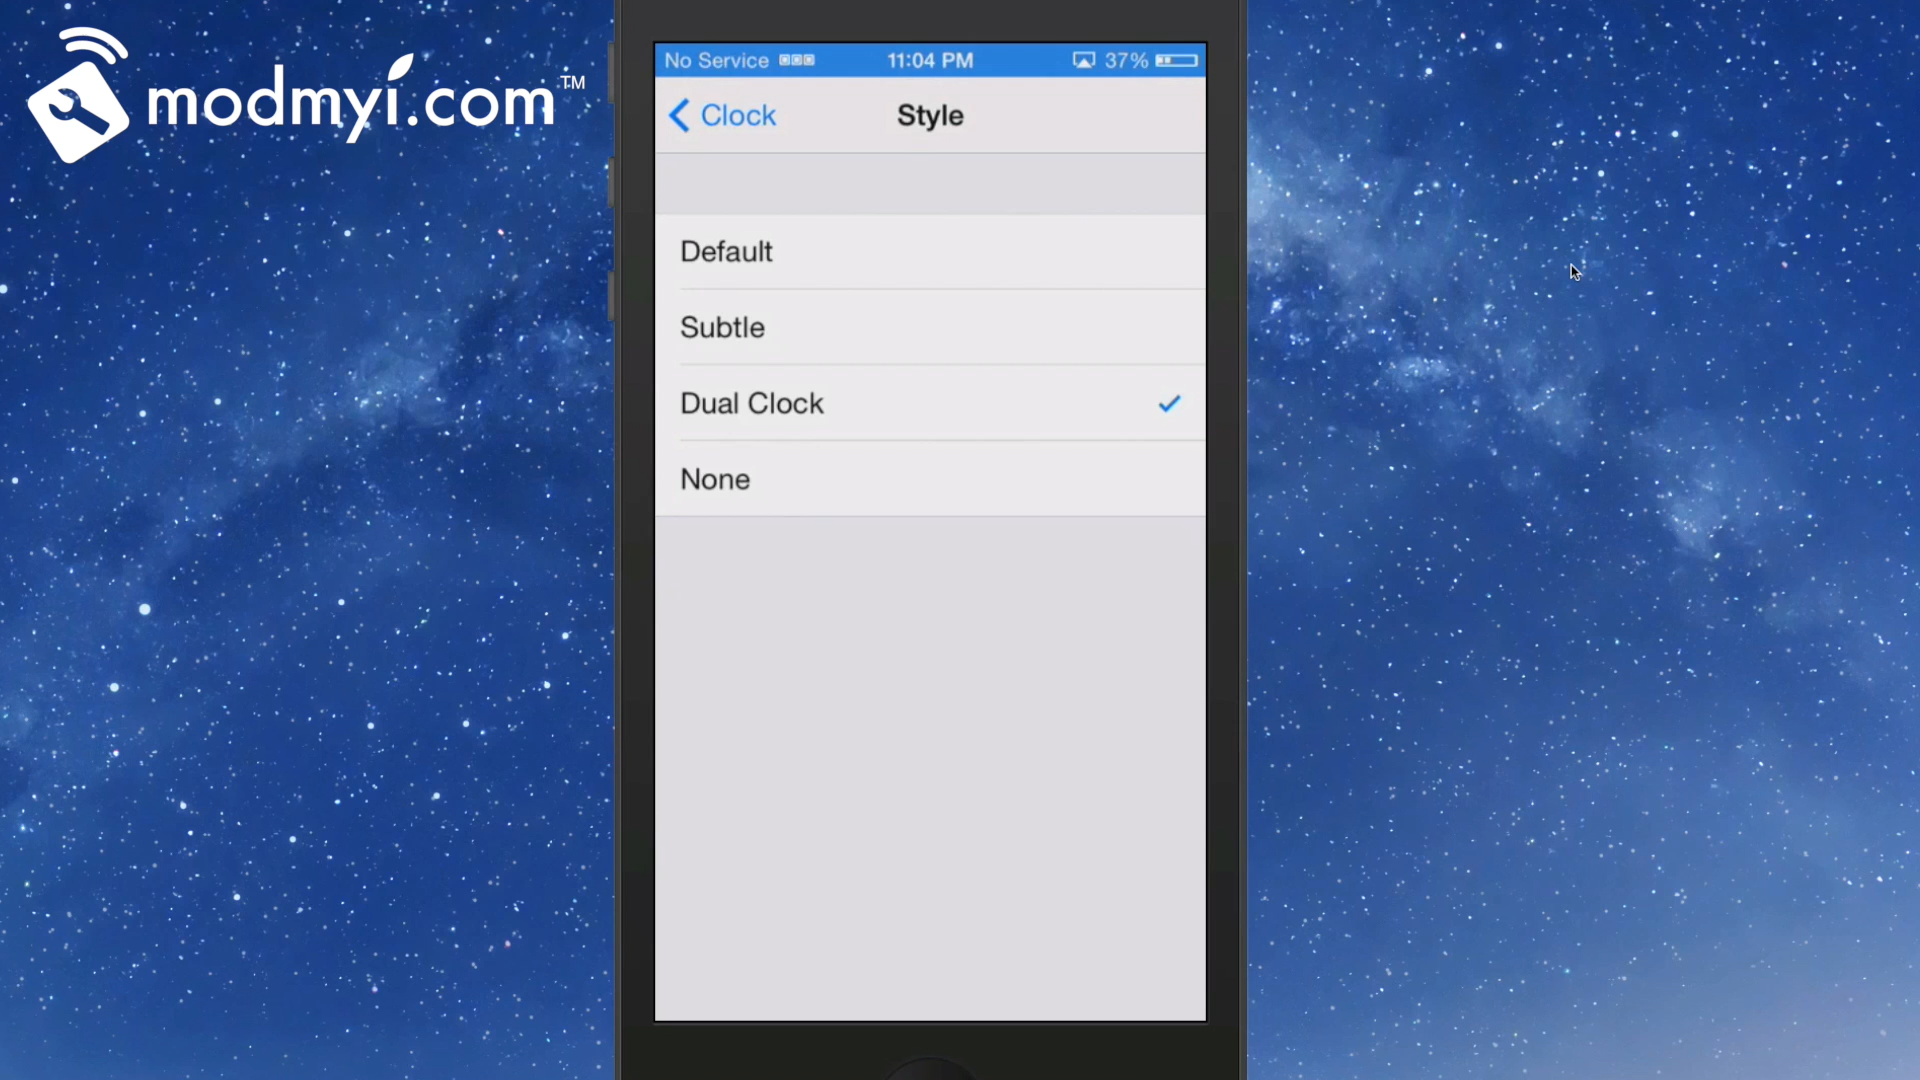 modmyi.com™
No Service 11:04 PM 37%
Clock Style
Default
Subtle
Dual Clock
None